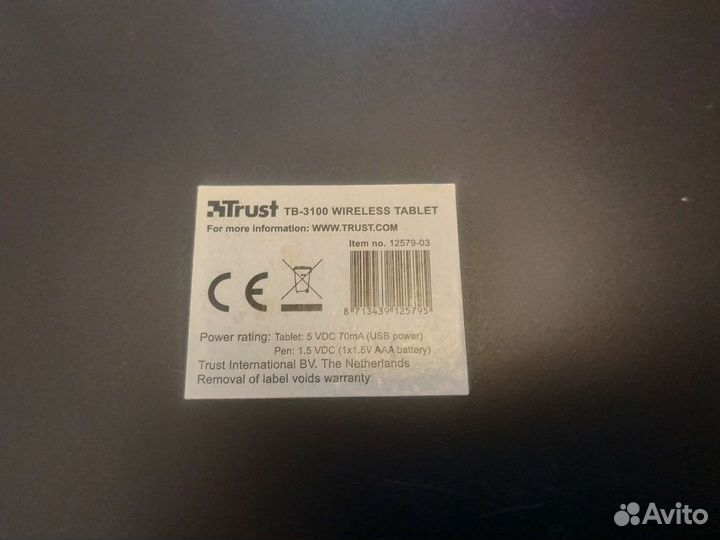 Trust TB-3100 WIRELESS TABLET
For more information: WWW.TRUST.COM
Item no. 12579-03
CE
8 713439 125795
Power rating: Tablet: 5 VDC 70mA (USB power)
Pen: 1.5 VDC (1x1.5V AAA battery)
Trust International BV. The Netherlands
Removal of label voids warranty
Avito